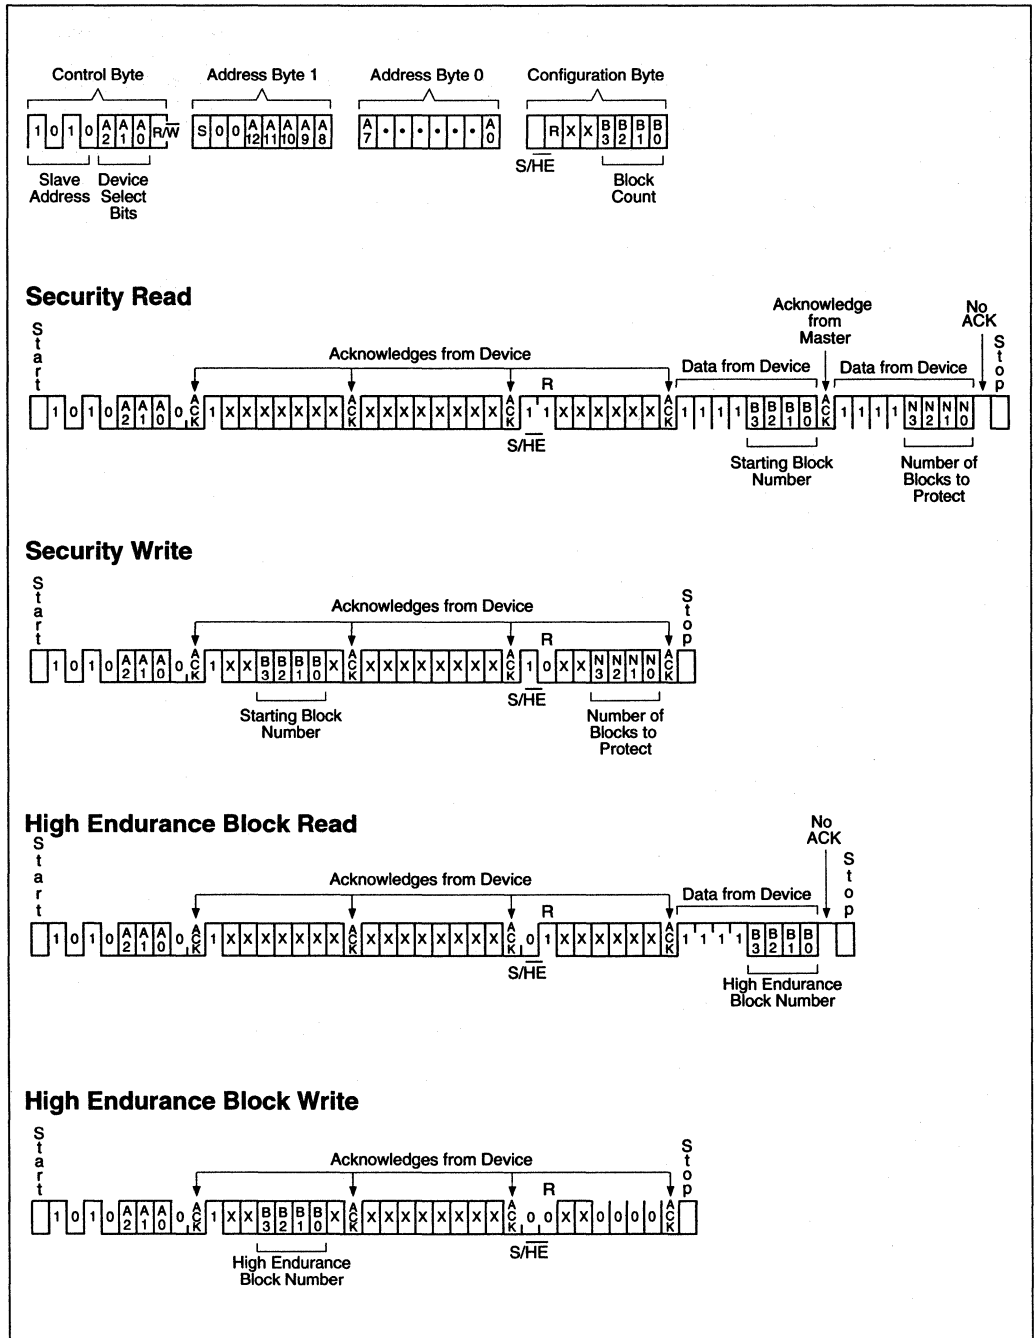 Control Byte Address Byte 1 Address Byte 0 Configuration Byte
1 0 1 0 A2 A1 A0 R/W̅ S 0 0 A12 A11 A10 A9 A8 A7 • • • • • • A0 R X X B3 B2 B1 B0
S/H̅E̅
Slave Address Device Select Bits Block Count
Security Read
Acknowledge from Master No ACK
Start Acknowledges from Device Data from Device Data from Device Stop
R
1 0 1 0 A2 A1 A0 0 ACK 1 X X X X X X X ACK X X X X X X X X ACK 1 1 X X X X X X ACK 1 1 1 1 B3 B2 B1 B0 ACK 1 1 1 1 N3 N2 N1 N0
S/H̅E̅
Starting Block Number Number of Blocks to Protect
Security Write
Start Acknowledges from Device Stop
R
1 0 1 0 A2 A1 A0 0 ACK 1 X X B3 B2 B1 B0 X ACK X X X X X X X X ACK 1 0 X X N3 N2 N1 N0 ACK
S/H̅E̅
Starting Block Number Number of Blocks to Protect
High Endurance Block Read
No ACK
Start Acknowledges from Device Data from Device Stop
R
1 0 1 0 A2 A1 A0 0 ACK 1 X X X X X X X ACK X X X X X X X X ACK 0 1 X X X X X X ACK 1 1 1 1 B3 B2 B1 B0
S/H̅E̅
High Endurance Block Number
High Endurance Block Write
Start Acknowledges from Device Stop
R
1 0 1 0 A2 A1 A0 0 ACK 1 X X B3 B2 B1 B0 X ACK X X X X X X X X ACK 0 0 X X 0 0 0 0 ACK
S/H̅E̅
High Endurance Block Number